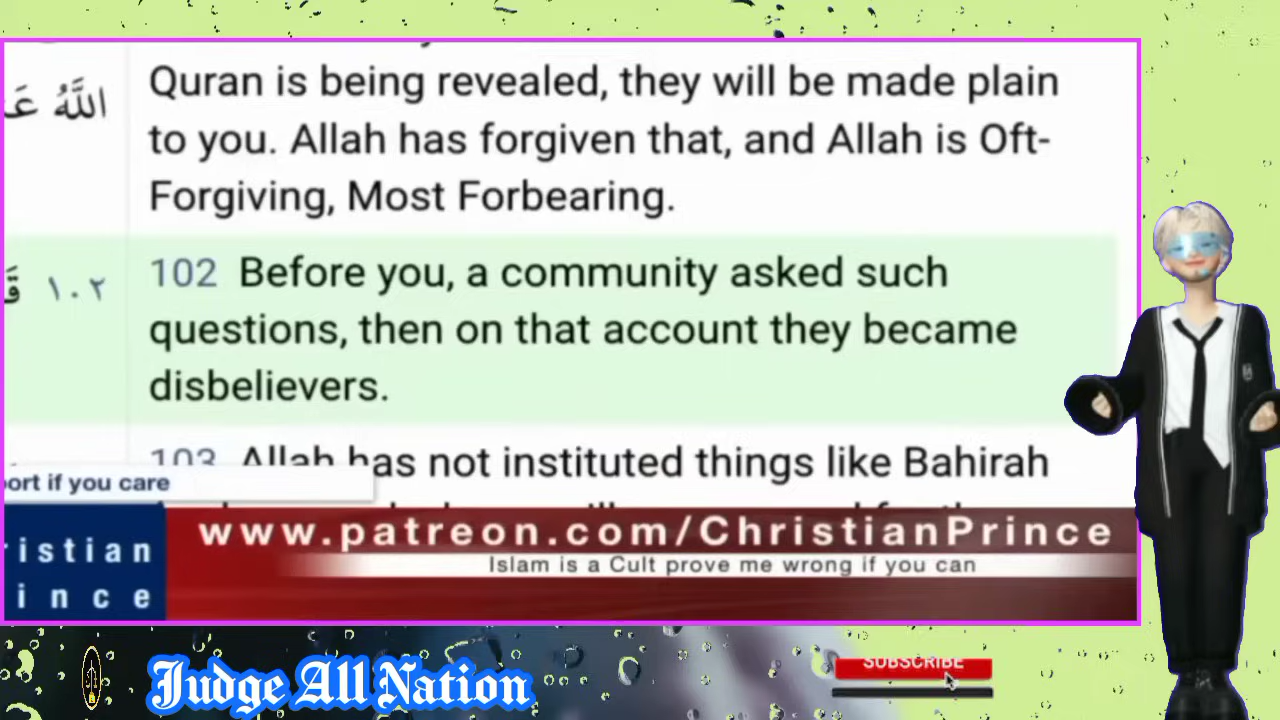 Quran is being revealed, they will be made plain
اللَّهُ عَ
to you. Allah has forgiven that, and Allah is Oft-
Forgiving, Most Forbearing.
١٠٢ قَ
102 Before you, a community asked such
questions, then on that account they became
disbelievers.
103 Allah has not instituted things like Bahirah
ort if you care
www.patreon.com/ChristianPrince
ristian
Islam is a Cult prove me wrong if you can
ince
Judge All Nation
SUBSCRIBE